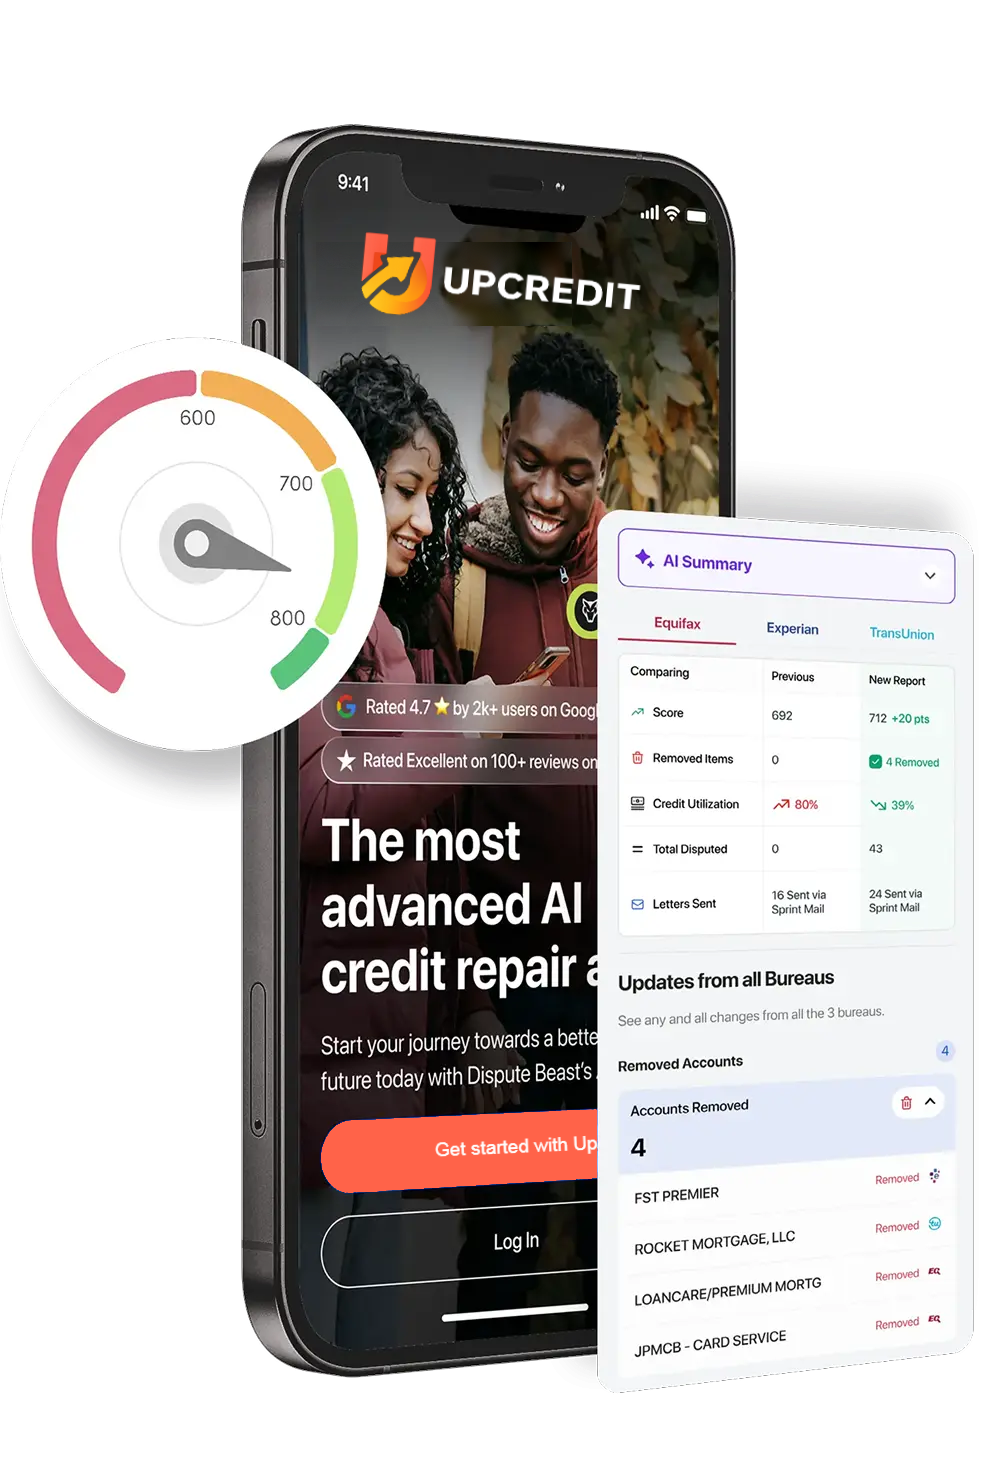 9:41
UPCREDIT
600
700
800
Rated 4.7 ⭐ by 2k+ users on Googl
Rated Excellent on 100+ reviews on
The most
advanced AI
credit repair a
Start your journey towards a bette
future today with Dispute Beast's
Get started with Up
Log In
AI Summary
Equifax Experian TransUnion
Comparing Previous New Report
Score 692 712 +20 pts
Removed Items 0 4 Removed
Credit Utilization 80% 39%
Total Disputed 0 43
Letters Sent 16 Sent via Sprint Mail 24 Sent via Sprint Mail
Updates from all Bureaus
See any and all changes from all the 3 bureaus.
Removed Accounts 4
Accounts Removed
4
FST PREMIER Removed
ROCKET MORTGAGE, LLC Removed tu
LOANCARE/PREMIUM MORTG Removed EQ
JPMCB - CARD SERVICE Removed EQ